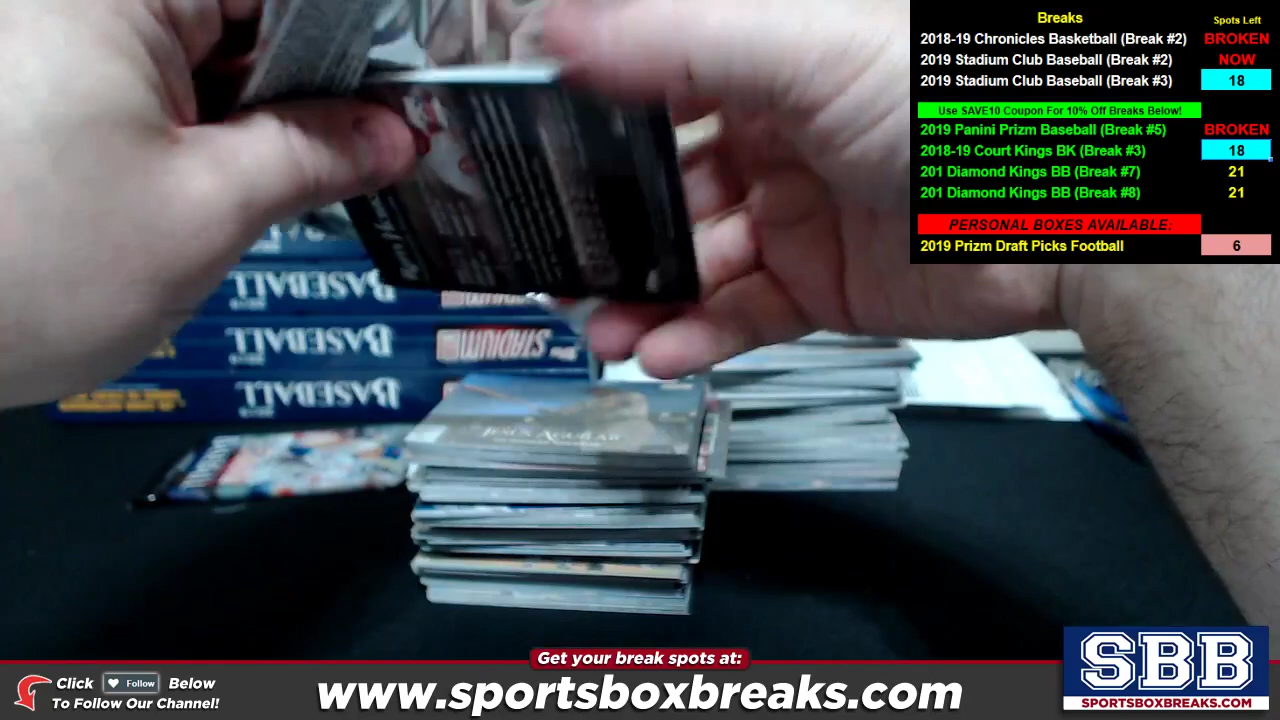 Breaks Spots Left
2018-19 Chronicles Basketball (Break #2) BROKEN
2019 Stadium Club Baseball (Break #2) NOW
2019 Stadium Club Baseball (Break #3) 18
Use SAVE10 Coupon For 10% Off Breaks Below!
2019 Panini Prizm Baseball (Break #5) BROKEN
2018-19 Court Kings BK (Break #3) 18
201 Diamond Kings BB (Break #7) 21
201 Diamond Kings BB (Break #8) 21
PERSONAL BOXES AVAILABLE:
2019 Prizm Draft Picks Football 6
BASEBALL
BASEBALL STADIUM
BASEBALL
JESÚS AGUILAR
Get your break spots at:
Click Follow Below
To Follow Our Channel!
www.sportsboxbreaks.com
SBB
SPORTSBOXBREAKS.COM